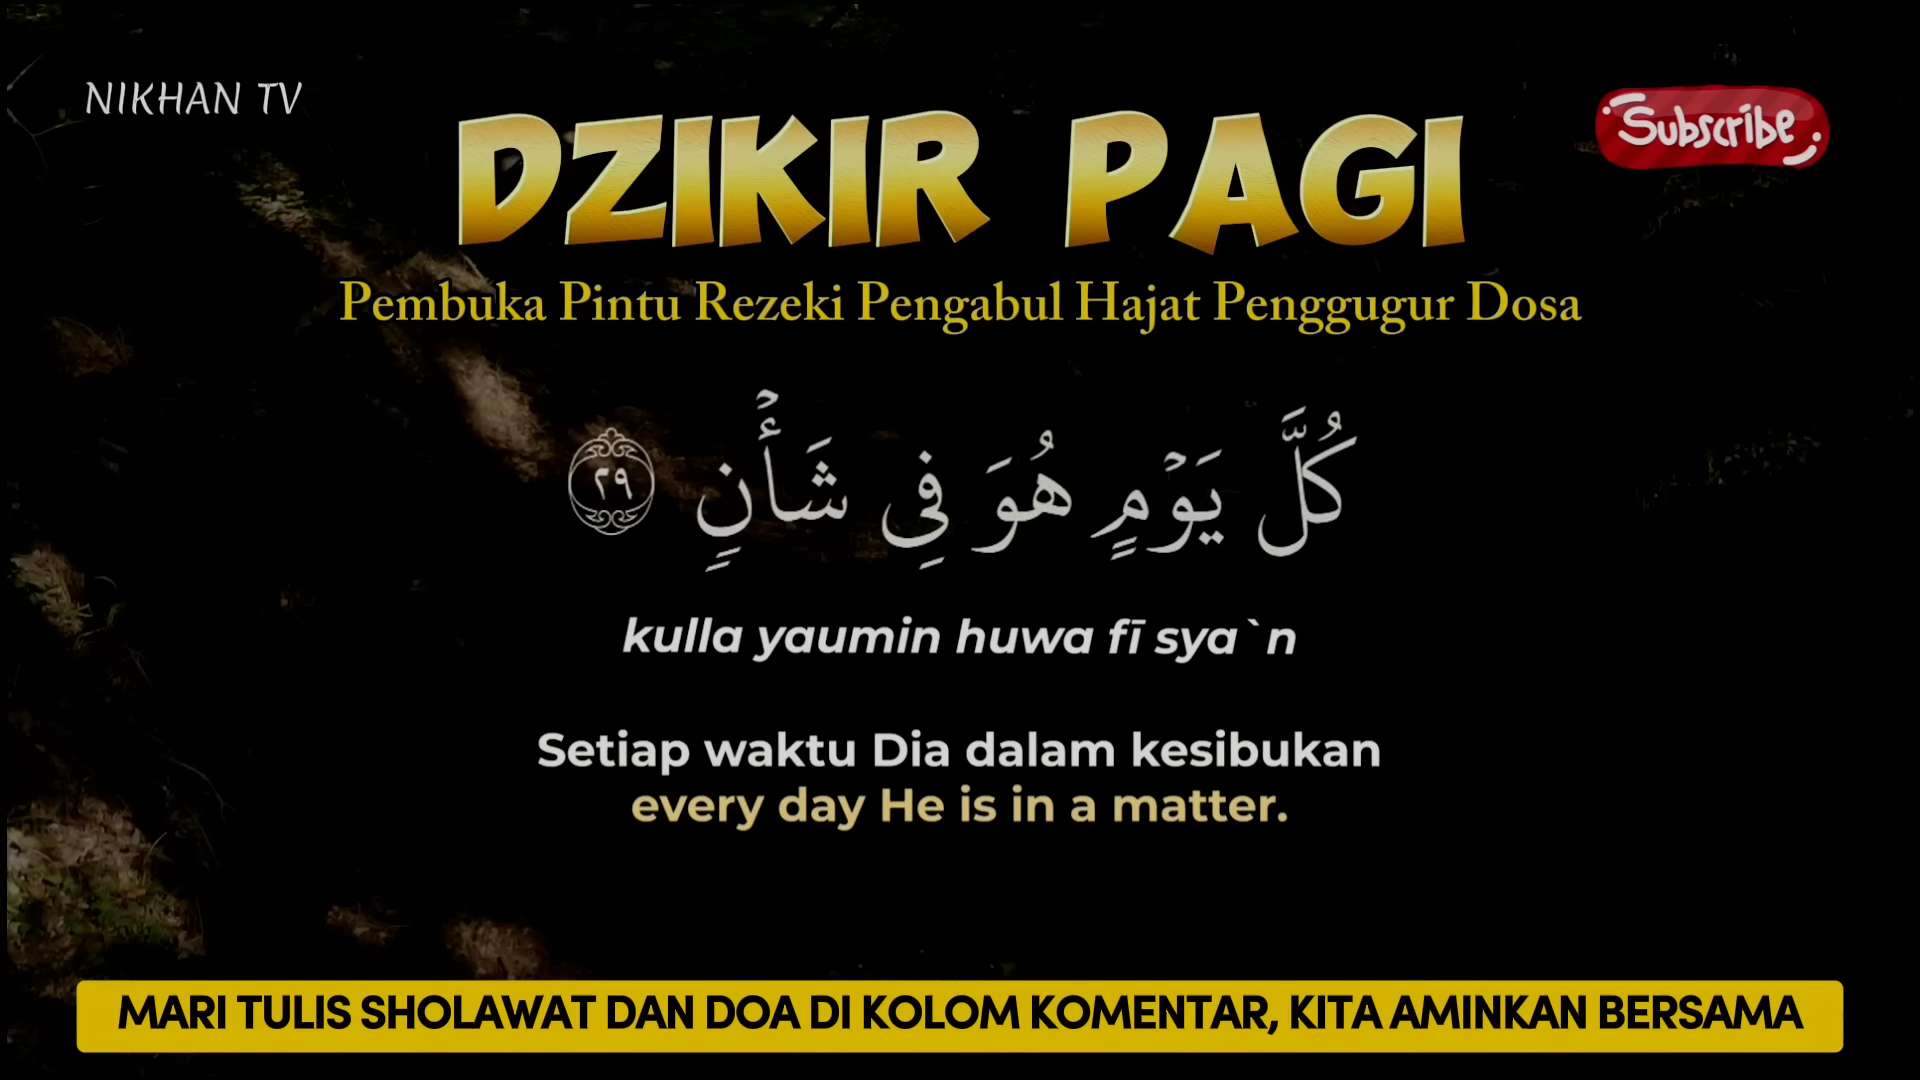 NIKHAN TV
Subscribe
DZIKIR PAGI
Pembuka Pintu Rezeki Pengabul Hajat Penggugur Dosa
كُلَّ يَوْمٍ هُوَ فِى شَأْنٍ ٢٩
kulla yaumin huwa fī sya`n
Setiap waktu Dia dalam kesibukan
every day He is in a matter.
MARI TULIS SHOLAWAT DAN DOA DI KOLOM KOMENTAR, KITA AMINKAN BERSAMA